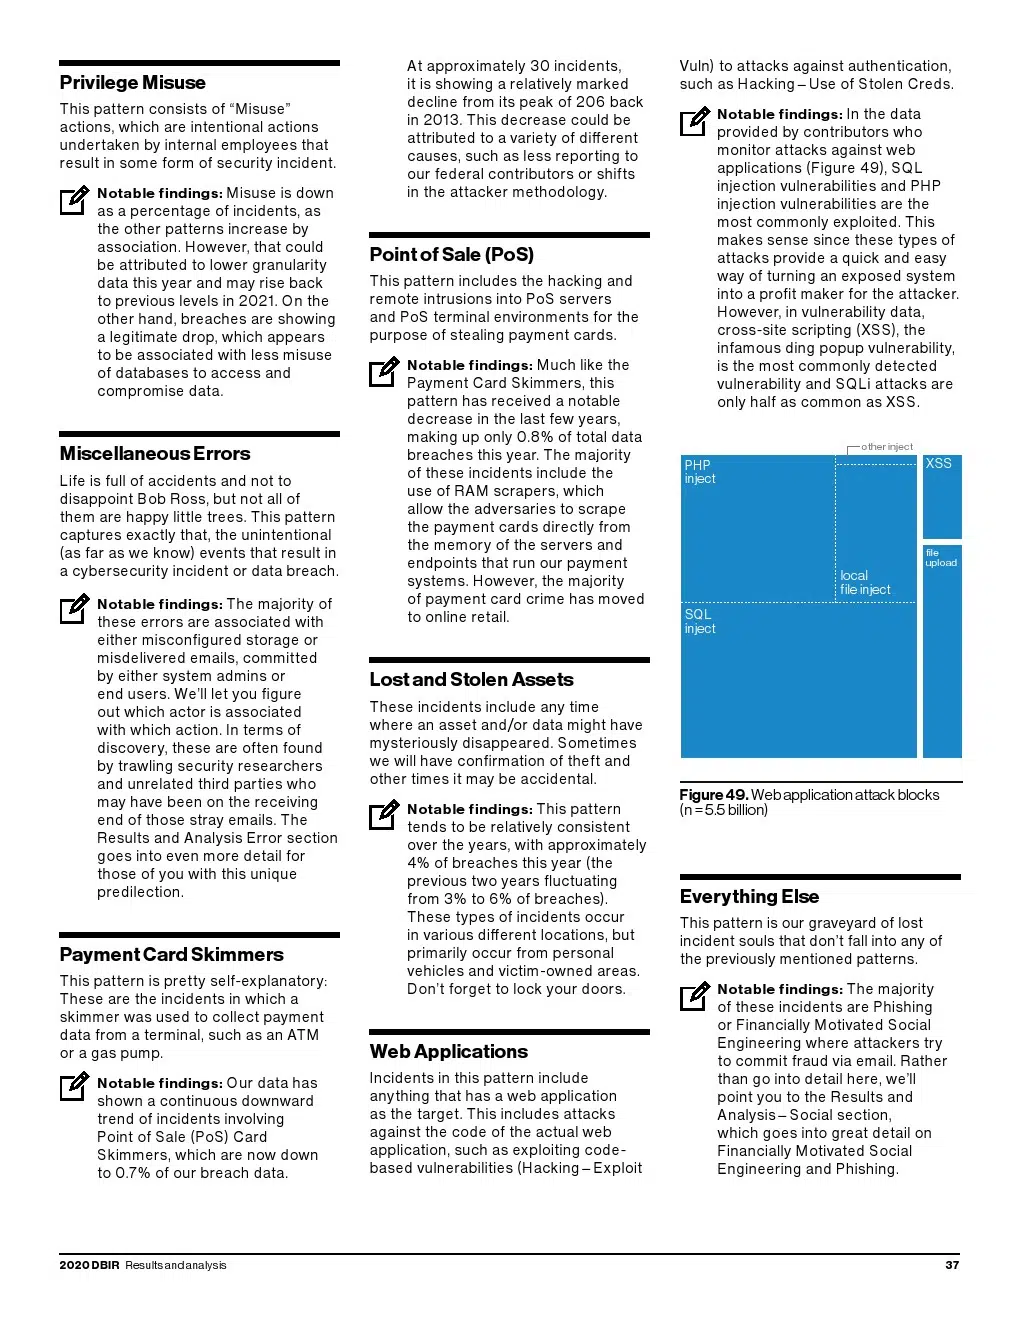 Privilege Misuse
This pattern consists of “Misuse”
actions, which are intentional actions
undertaken by internal employees that
result in some form of security incident.
Notable findings: Misuse is down
as a percentage of incidents, as
the other patterns increase by
association. However, that could
be attributed to lower granularity
data this year and may rise back
to previous levels in 2021. On the
other hand, breaches are showing
a legitimate drop, which appears
to be associated with less misuse
of databases to access and
compromise data.
Miscellaneous Errors
Life is full of accidents and not to
disappoint Bob Ross, but not all of
them are happy little trees. This pattern
captures exactly that, the unintentional
(as far as we know) events that result in
a cybersecurity incident or data breach.
Notable findings: The majority of
these errors are associated with
either misconfigured storage or
misdelivered emails, committed
by either system admins or
end users. We’ll let you figure
out which actor is associated
with which action. In terms of
discovery, these are often found
by trawling security researchers
and unrelated third parties who
may have been on the receiving
end of those stray emails. The
Results and Analysis Error section
goes into even more detail for
those of you with this unique
predilection.
Payment Card Skimmers
This pattern is pretty self-explanatory:
These are the incidents in which a
skimmer was used to collect payment
data from a terminal, such as an ATM
or a gas pump.
Notable findings: Our data has
shown a continuous downward
trend of incidents involving
Point of Sale (PoS) Card
Skimmers, which are now down
to 0.7% of our breach data.
At approximately 30 incidents,
it is showing a relatively marked
decline from its peak of 206 back
in 2013. This decrease could be
attributed to a variety of different
causes, such as less reporting to
our federal contributors or shifts
in the attacker methodology.
Point of Sale (PoS)
This pattern includes the hacking and
remote intrusions into PoS servers
and PoS terminal environments for the
purpose of stealing payment cards.
Notable findings: Much like the
Payment Card Skimmers, this
pattern has received a notable
decrease in the last few years,
making up only 0.8% of total data
breaches this year. The majority
of these incidents include the
use of RAM scrapers, which
allow the adversaries to scrape
the payment cards directly from
the memory of the servers and
endpoints that run our payment
systems. However, the majority
of payment card crime has moved
to online retail.
Lost and Stolen Assets
These incidents include any time
where an asset and/or data might have
mysteriously disappeared. Sometimes
we will have confirmation of theft and
other times it may be accidental.
Notable findings: This pattern
tends to be relatively consistent
over the years, with approximately
4% of breaches this year (the
previous two years fluctuating
from 3% to 6% of breaches).
These types of incidents occur
in various different locations, but
primarily occur from personal
vehicles and victim-owned areas.
Don’t forget to lock your doors.
Web Applications
Incidents in this pattern include
anything that has a web application
as the target. This includes attacks
against the code of the actual web
application, such as exploiting code-
based vulnerabilities (Hacking – Exploit
Vuln) to attacks against authentication,
such as Hacking – Use of Stolen Creds.
Notable findings: In the data
provided by contributors who
monitor attacks against web
applications (Figure 49), SQL
injection vulnerabilities and PHP
injection vulnerabilities are the
most commonly exploited. This
makes sense since these types of
attacks provide a quick and easy
way of turning an exposed system
into a profit maker for the attacker.
However, in vulnerability data,
cross-site scripting (XSS), the
infamous ding popup vulnerability,
is the most commonly detected
vulnerability and SQLi attacks are
only half as common as XSS.
other inject
PHP
inject
XSS
file
upload
local
file inject
SQL
inject
Figure 49. Web application attack blocks
(n = 5.5 billion)
Everything Else
This pattern is our graveyard of lost
incident souls that don’t fall into any of
the previously mentioned patterns.
Notable findings: The majority
of these incidents are Phishing
or Financially Motivated Social
Engineering where attackers try
to commit fraud via email. Rather
than go into detail here, we’ll
point you to the Results and
Analysis – Social section,
which goes into great detail on
Financially Motivated Social
Engineering and Phishing.
2020 DBIR Results and analysis
37